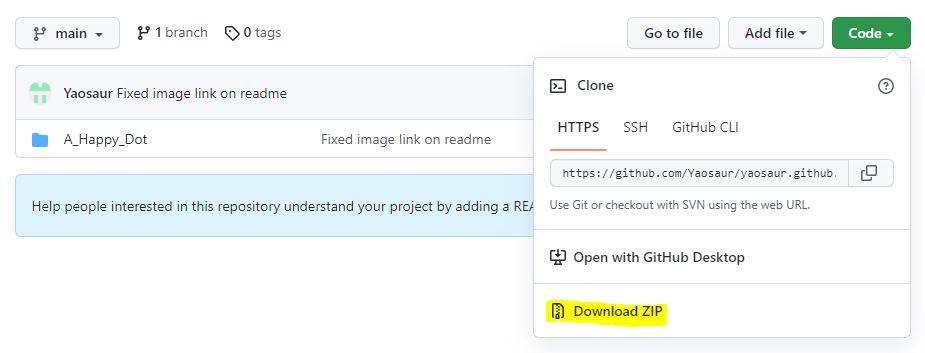 main 1 branch 0 tags Go to file Add file Code
Yaosaur Fixed image link on readme
A_Happy_Dot Fixed image link on readme
Help people interested in this repository understand your project by adding a REA
Clone
HTTPS SSH GitHub CLI
https://github.com/Yaosaur/yaosaur.github.
Use Git or checkout with SVN using the web URL.
Open with GitHub Desktop
Download ZIP